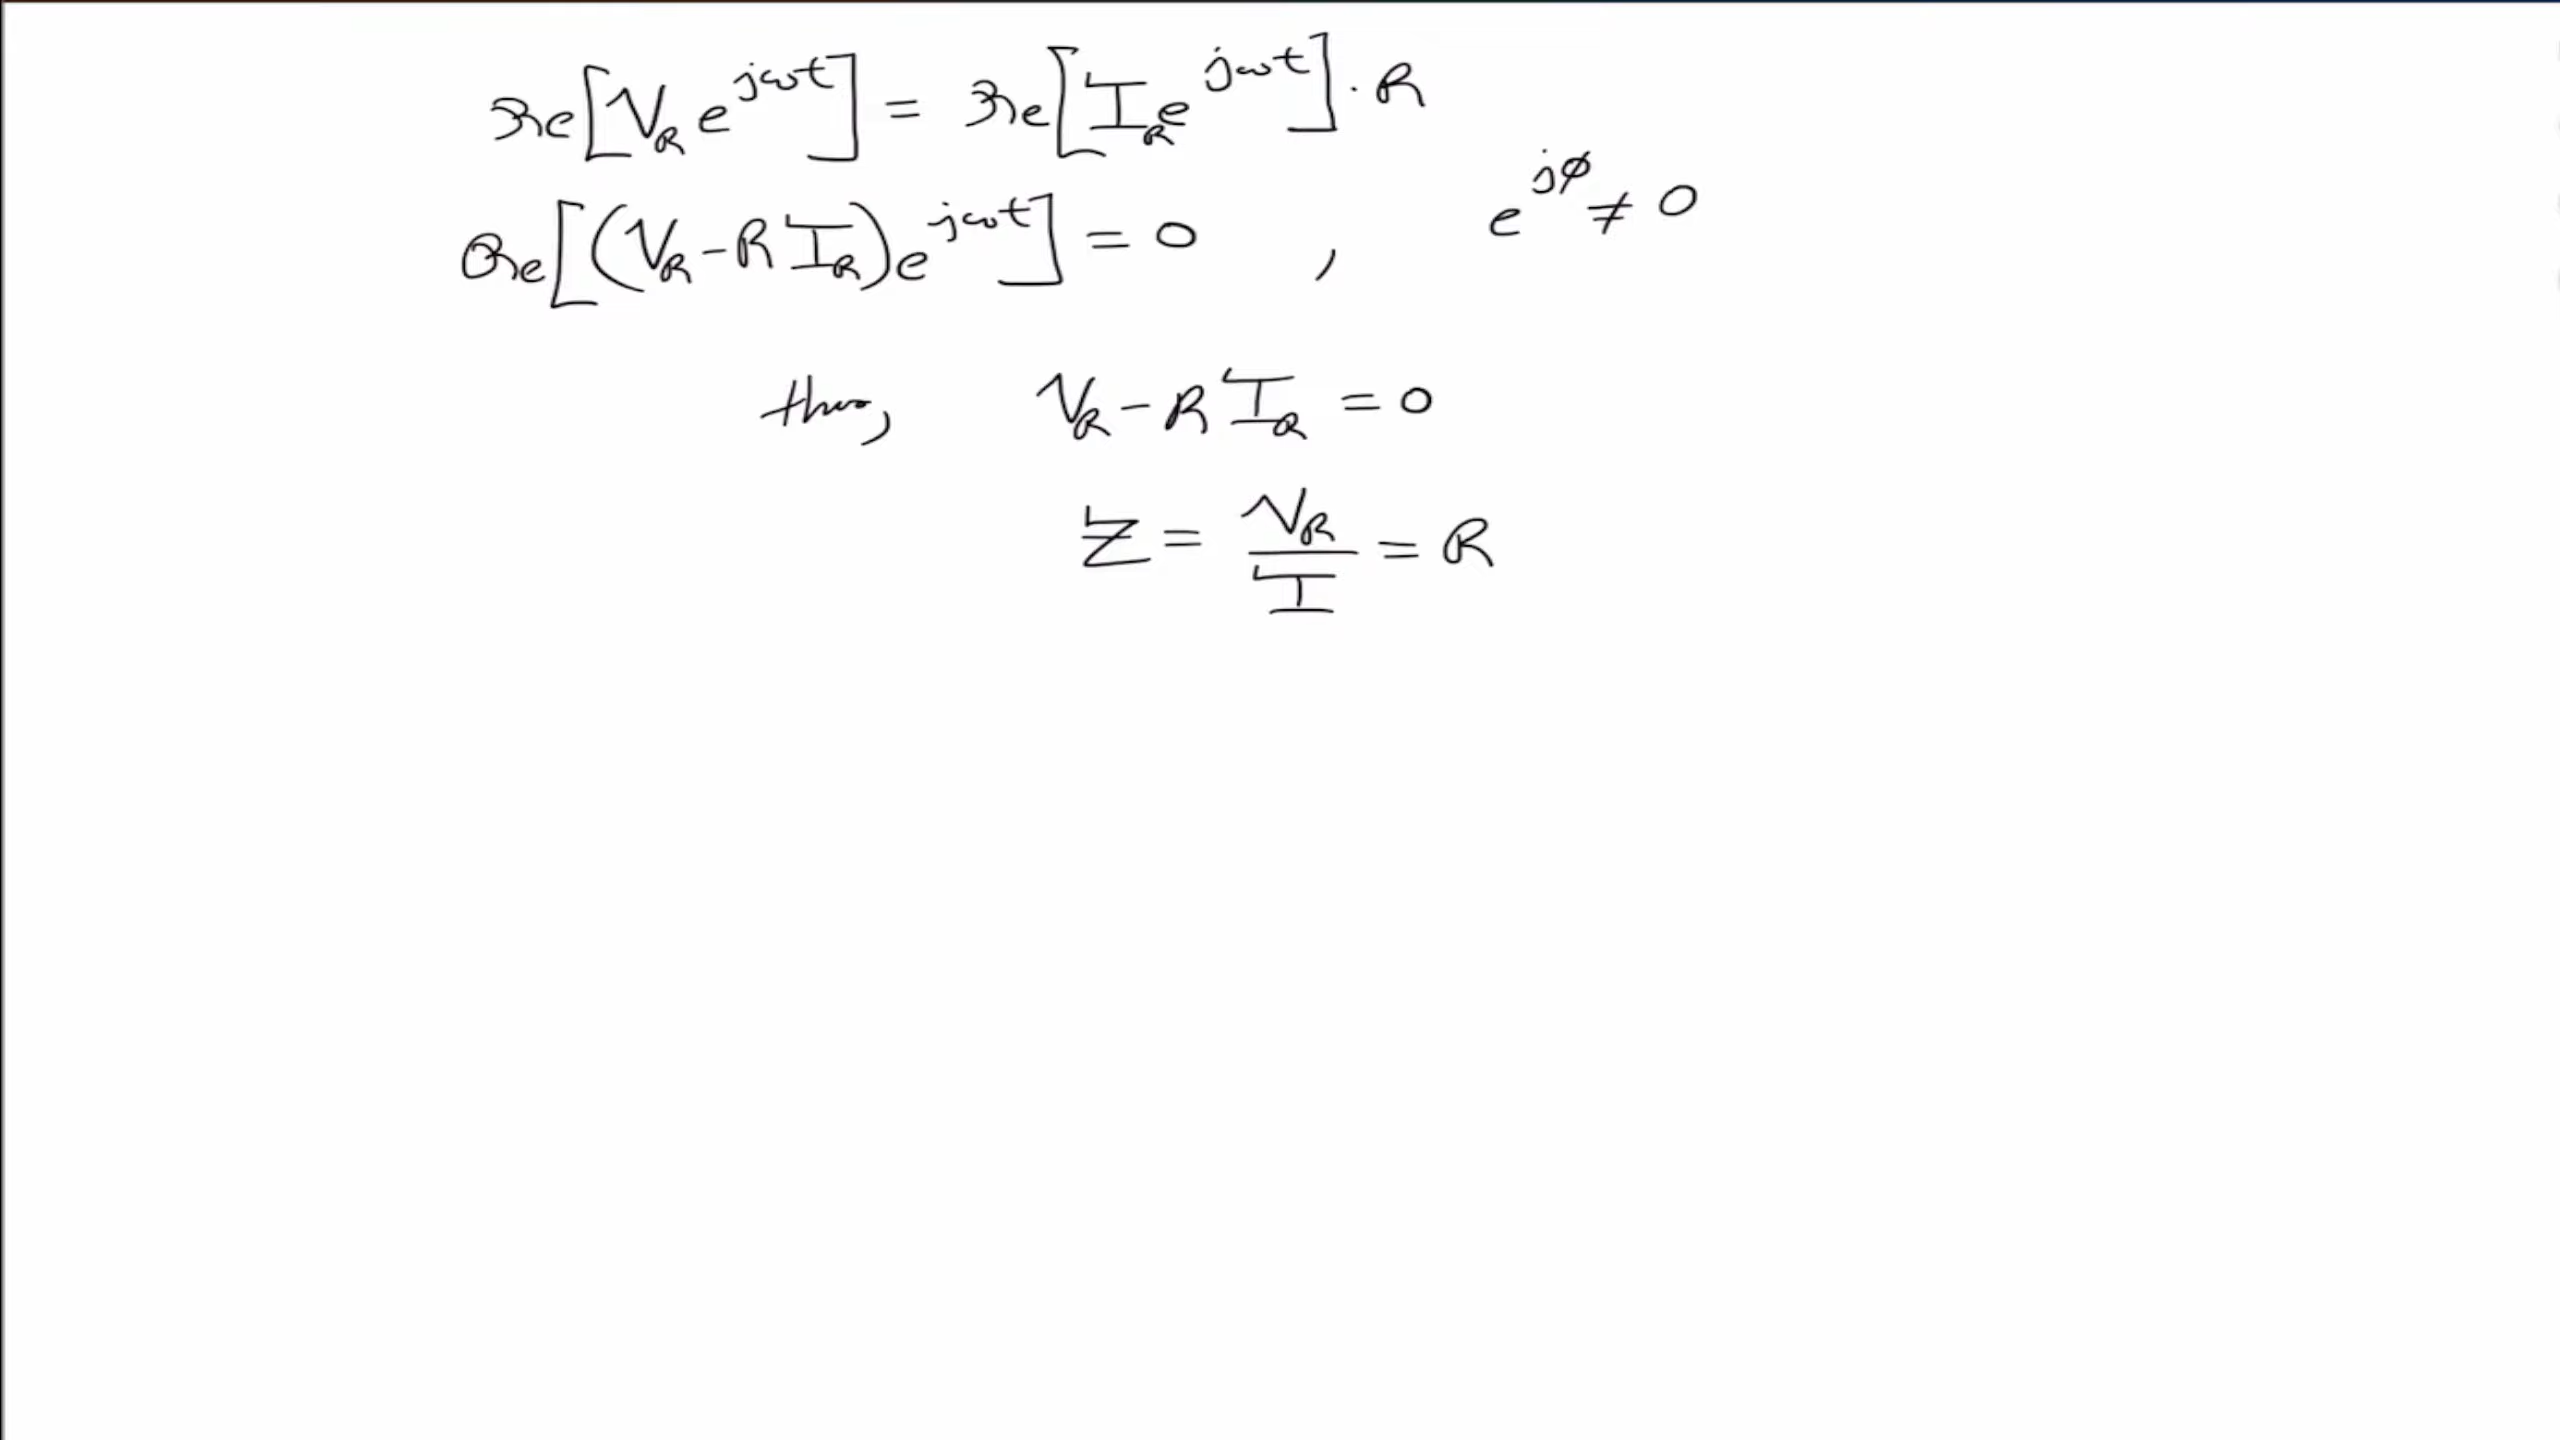 Re[V_R e^{jωt}] = Re[I_R e^{jωt}] · R
Re[(V_R - R I_R) e^{jωt}] = 0 , e^{jφ} ≠ 0
thus, V_R - R I_R = 0
Z = V_R / I = R